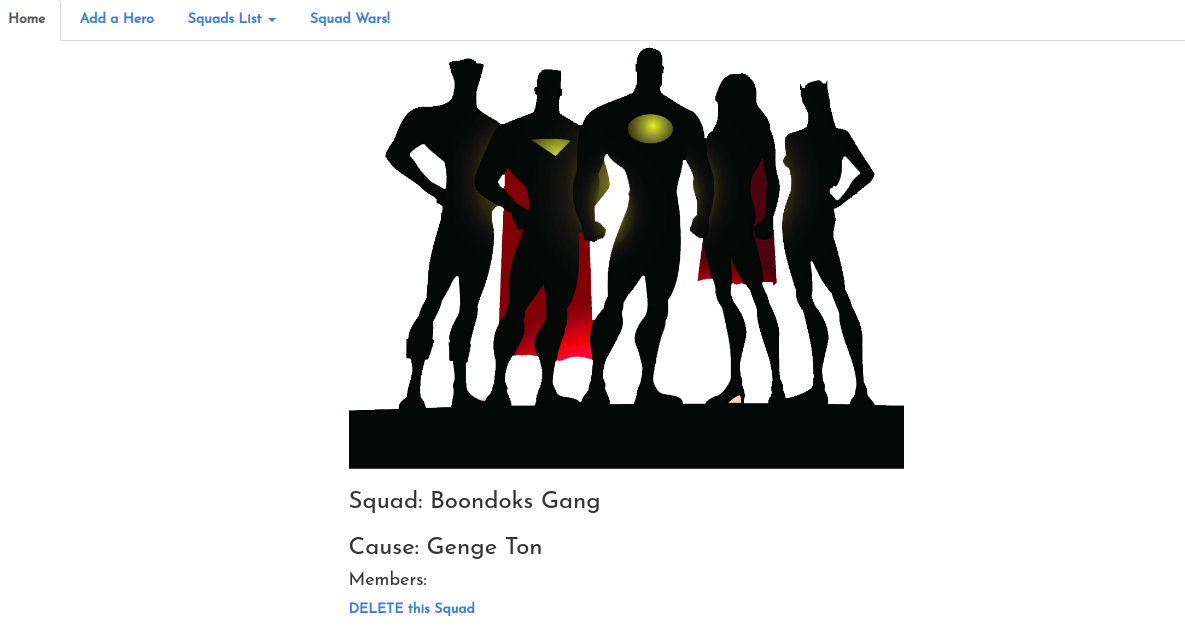 Home Add a Hero Squads List Squad Wars!
Squad: Boondoks Gang
Cause: Genge Ton
Members:
DELETE this Squad